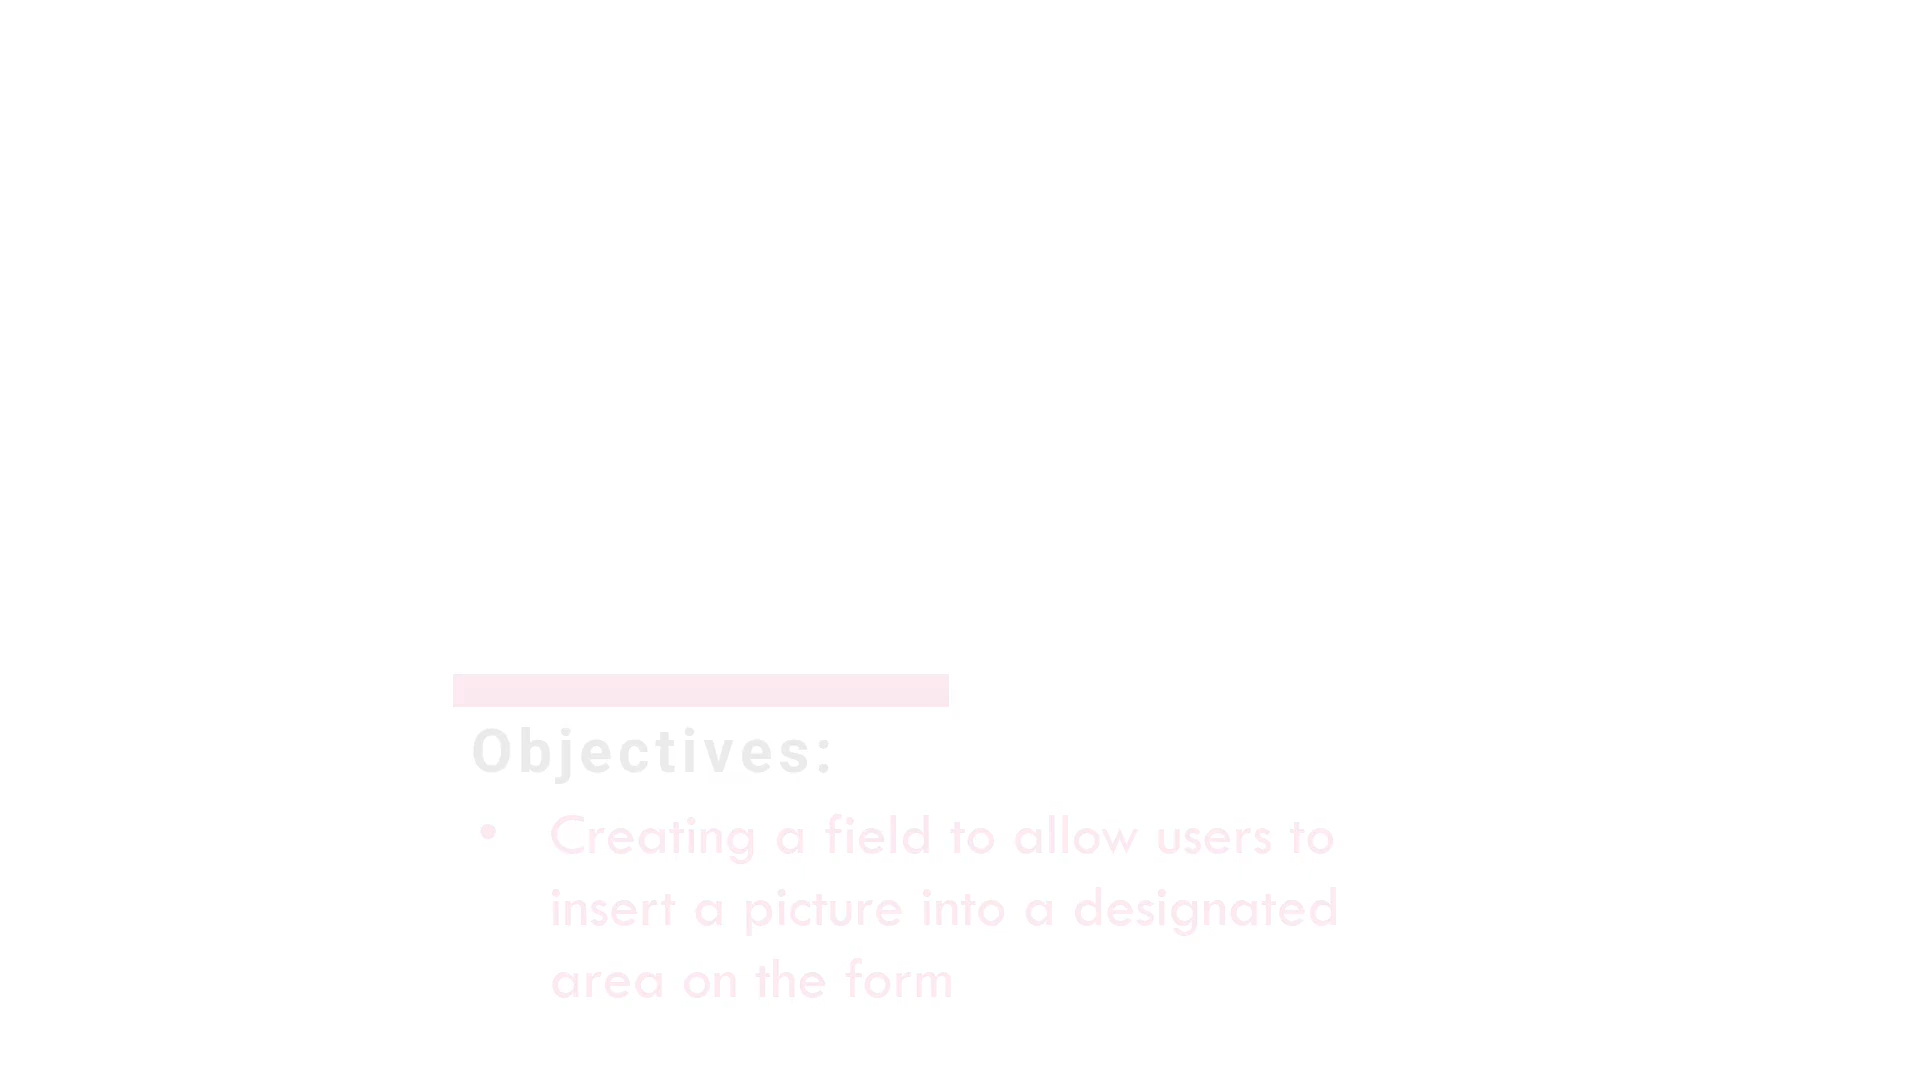 Objectives:
• Creating a field to allow users to
insert a picture into a designated
area on the form